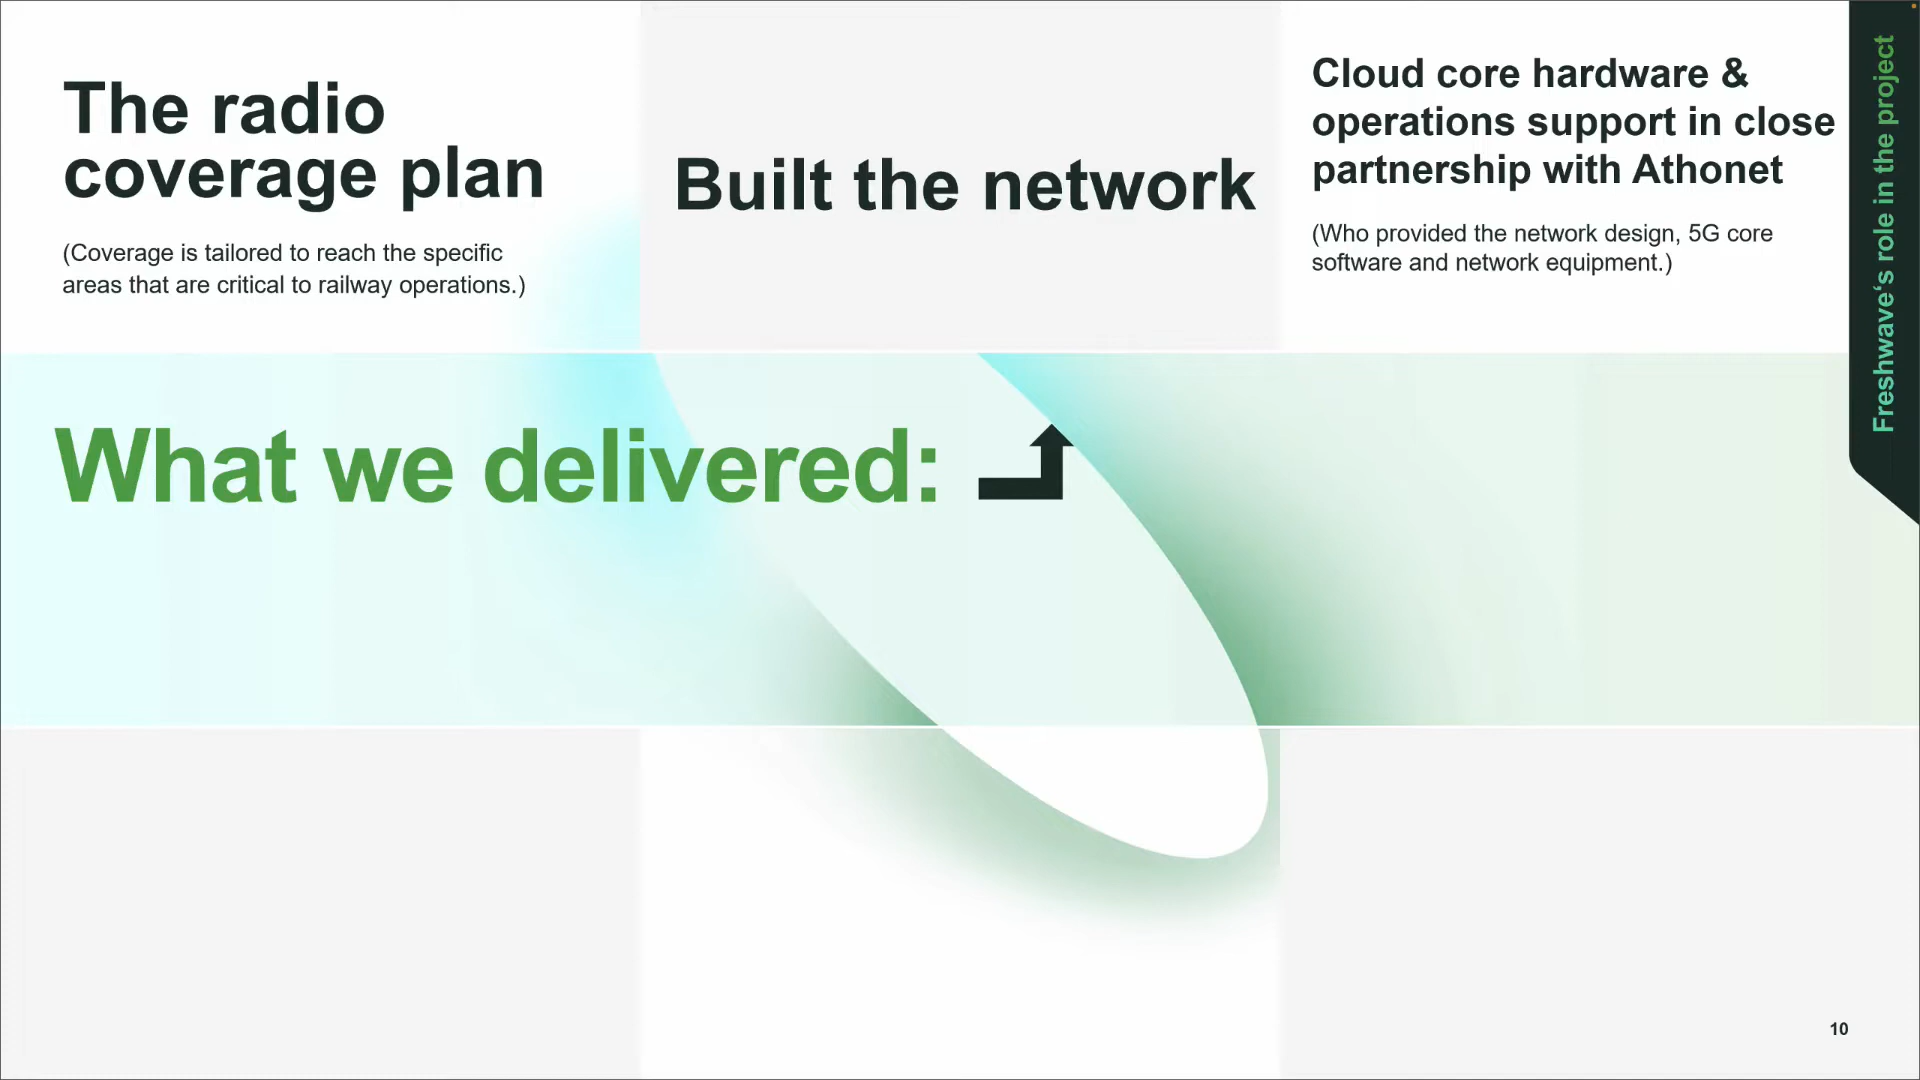 The radio
coverage plan
(Coverage is tailored to reach the specific
areas that are critical to railway operations.)
Built the network
Cloud core hardware &
operations support in close
partnership with Athonet
(Who provided the network design, 5G core
software and network equipment.)
Freshwave‘s role in the project
What we delivered:
10